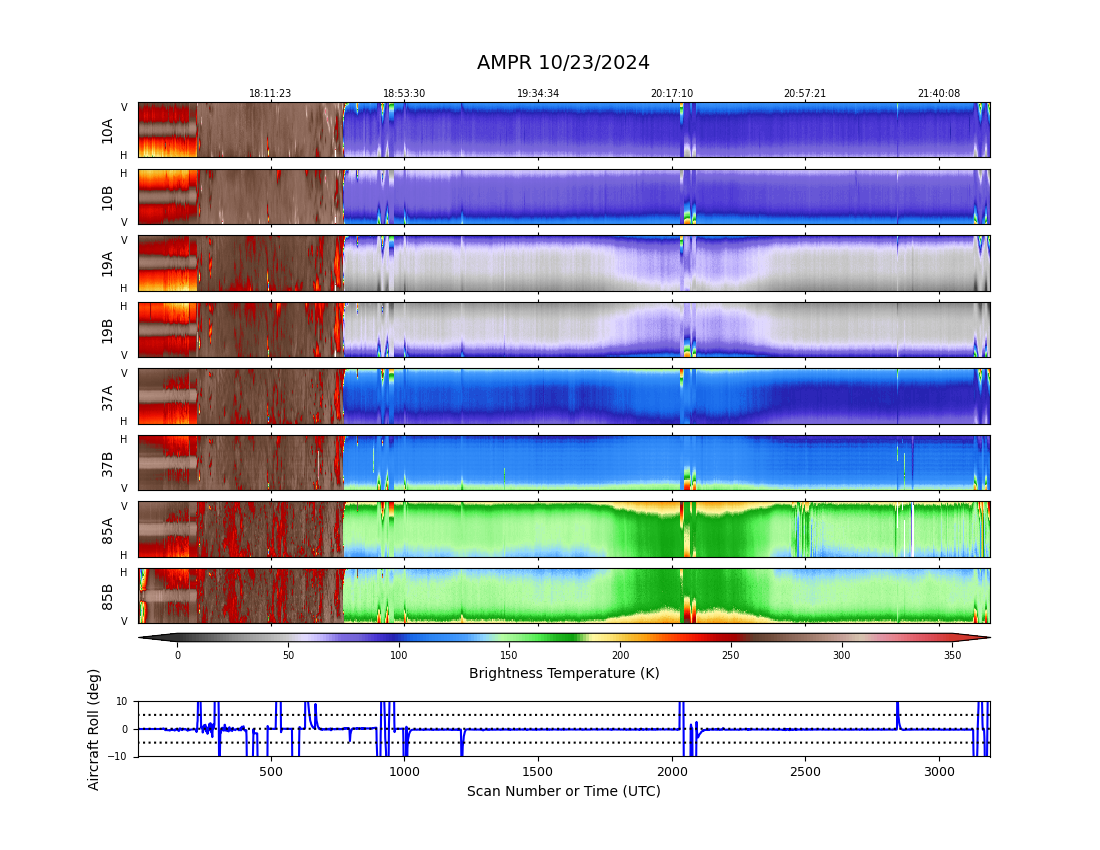 AMPR 10/23/2024
18:11:23 18:53:30 19:34:34 20:17:10 20:57:21 21:40:08
V
10A
H
H
10B
V
V
19A
H
H
19B
V
V
37A
H
H
37B
V
V
85A
H
H
85B
V
0 50 100 150 200 250 300 350
Brightness Temperature (K)
Aircraft Roll (deg)
10
0
−10
500 1000 1500 2000 2500 3000
Scan Number or Time (UTC)